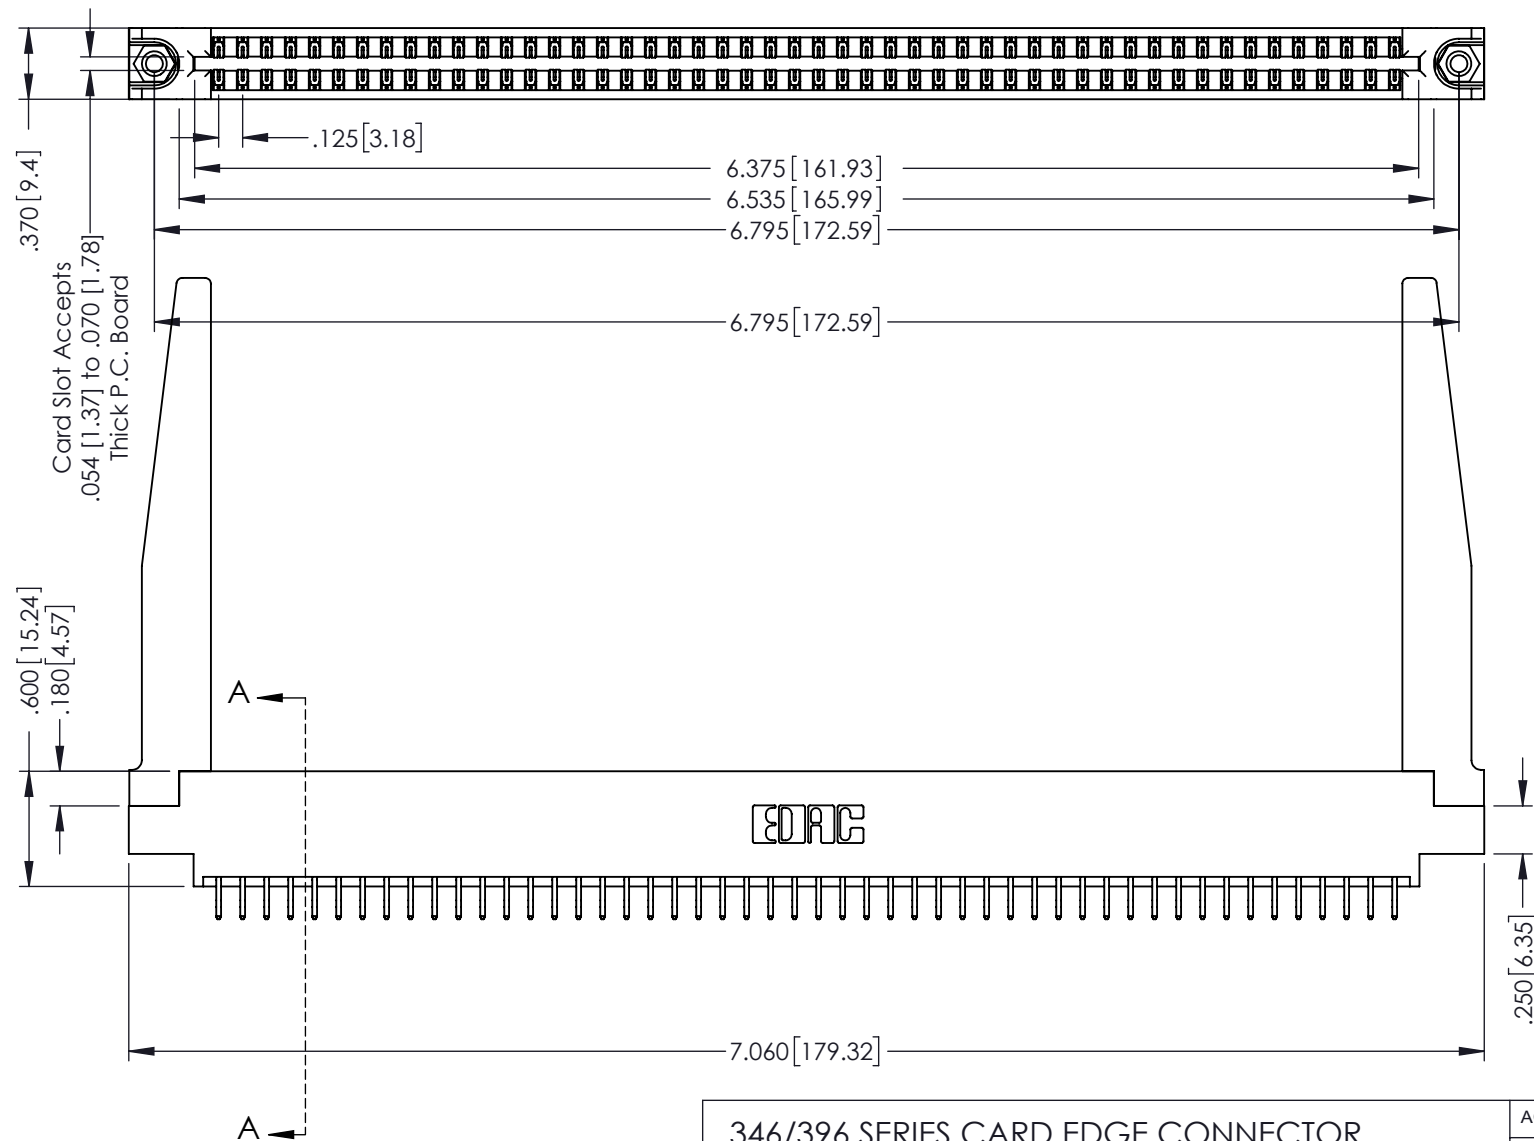 .125[3.18]
6.375[161.93]
6.535[165.99]
6.795[172.59]
.370[9.4]
Card Slot Accepts
.054 [1.37] to .070 [1.78]
Thick P.C. Board
6.795[172.59]
.600[15.24]
.180[4.57]
A
EDAC
.250[6.35]
7.060[179.32]
A
346/396 SERIES CARD EDGE CONNECTOR